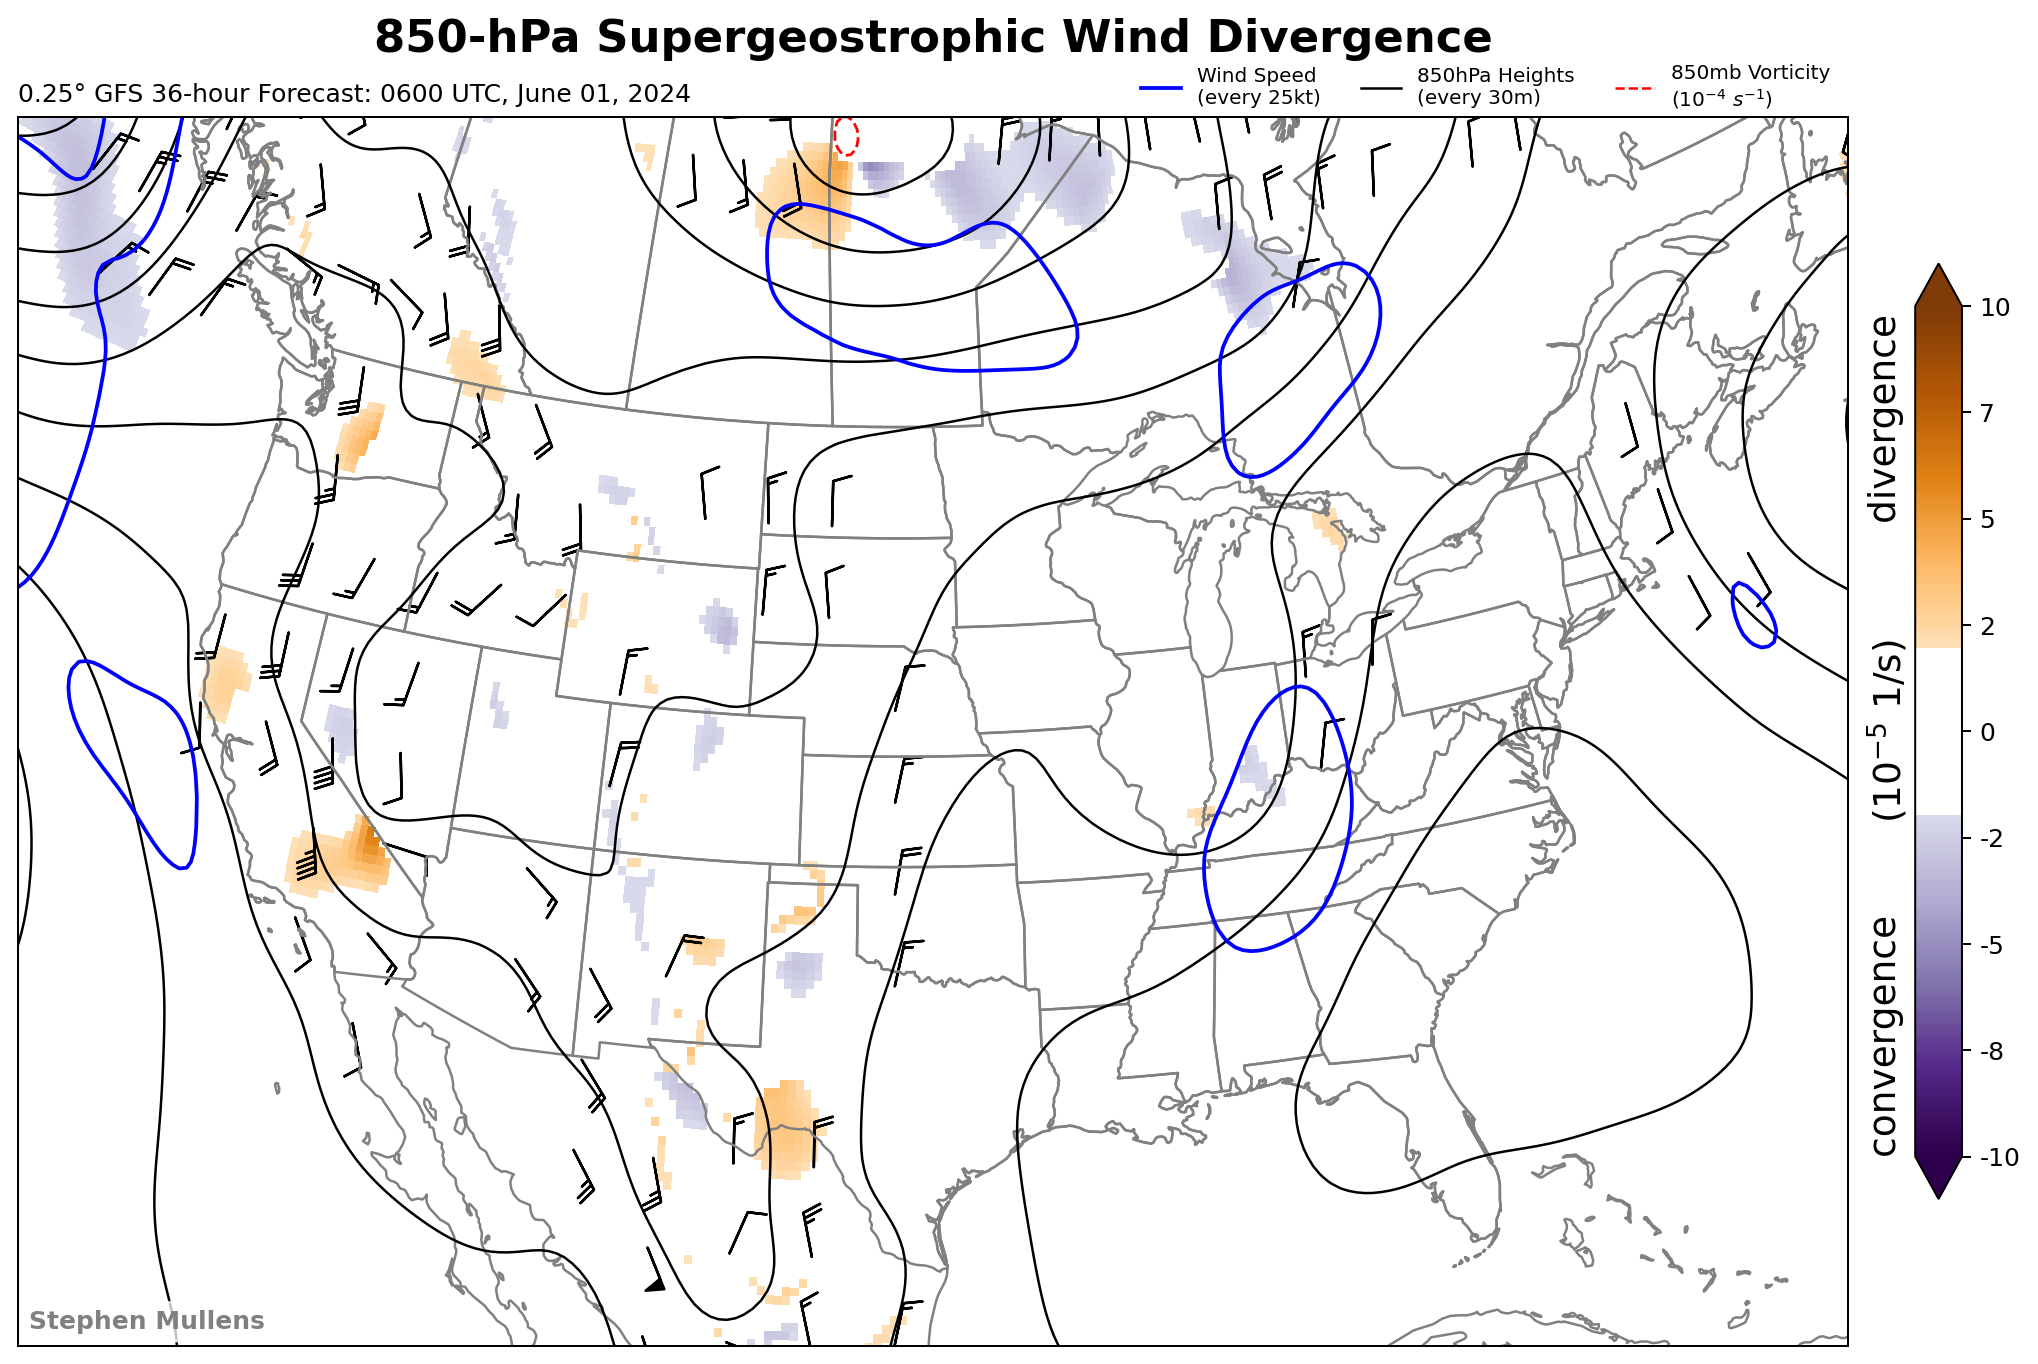 850-hPa Supergeostrophic Wind Divergence
0.25° GFS 36-hour Forecast: 0600 UTC, June 01, 2024
Wind Speed
(every 25kt)
850hPa Heights
(every 30m)
850mb Vorticity
(10⁻⁴ s⁻¹)
10
7
5
2
0
-2
-5
-8
-10
convergence (10⁻⁵ 1/s) divergence
Stephen Mullens